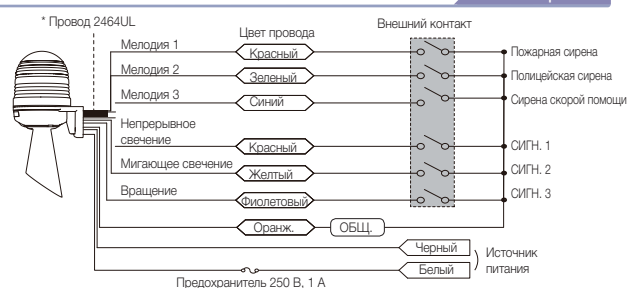 * Провод 2464UL
Цвет провода
Внешний контакт
Мелодия 1
Красный
Пожарная сирена
Мелодия 2
Зеленый
Полицейская сирена
Мелодия 3
Синий
Сирена скорой помощи
Непрерывное
свечение
Красный
СИГН. 1
Мигающее свечение
Желтый
СИГН. 2
Вращение
Фиолетовый
СИГН. 3
Оранж.
ОБЩ.
Черный
Источник
питания
Белый
Предохранитель 250 В, 1 А